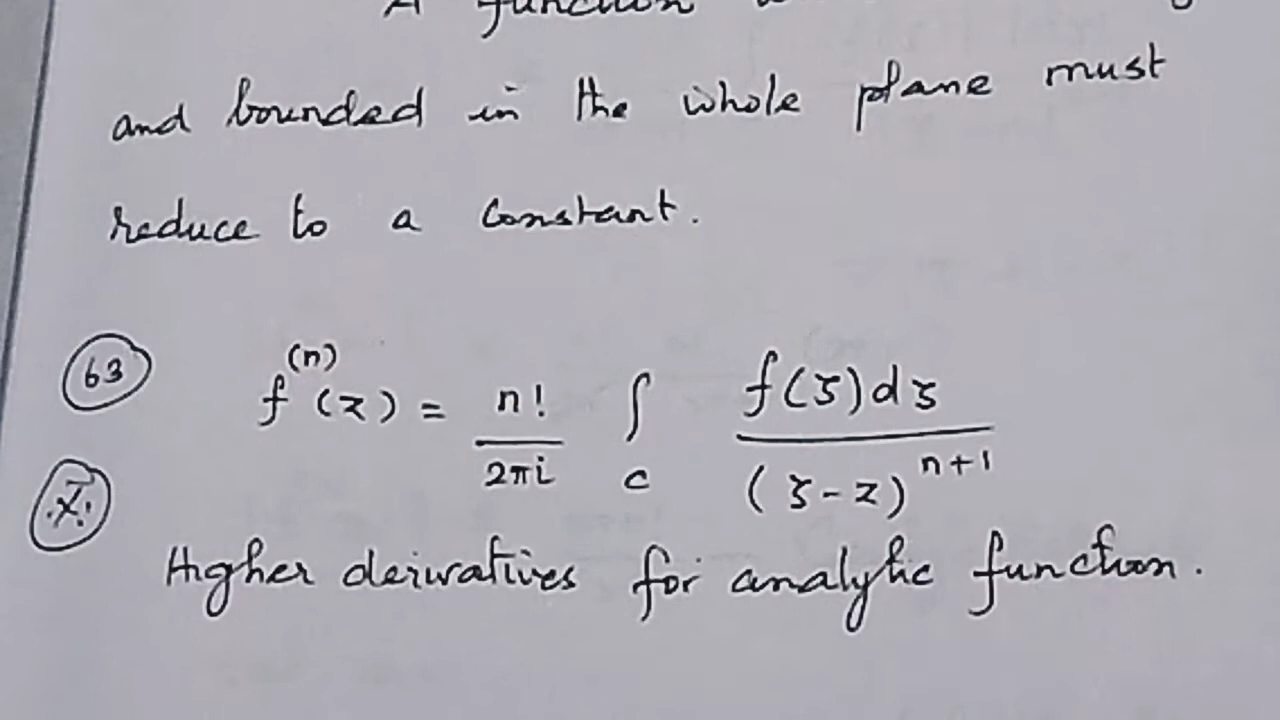 A function
and bounded in the whole plane must
reduce to a constant.
63 f^(n)(z) = n!/2πi ∫_C f(ζ)dζ/(ζ-z)^(n+1)
Higher derivatives for analytic function.